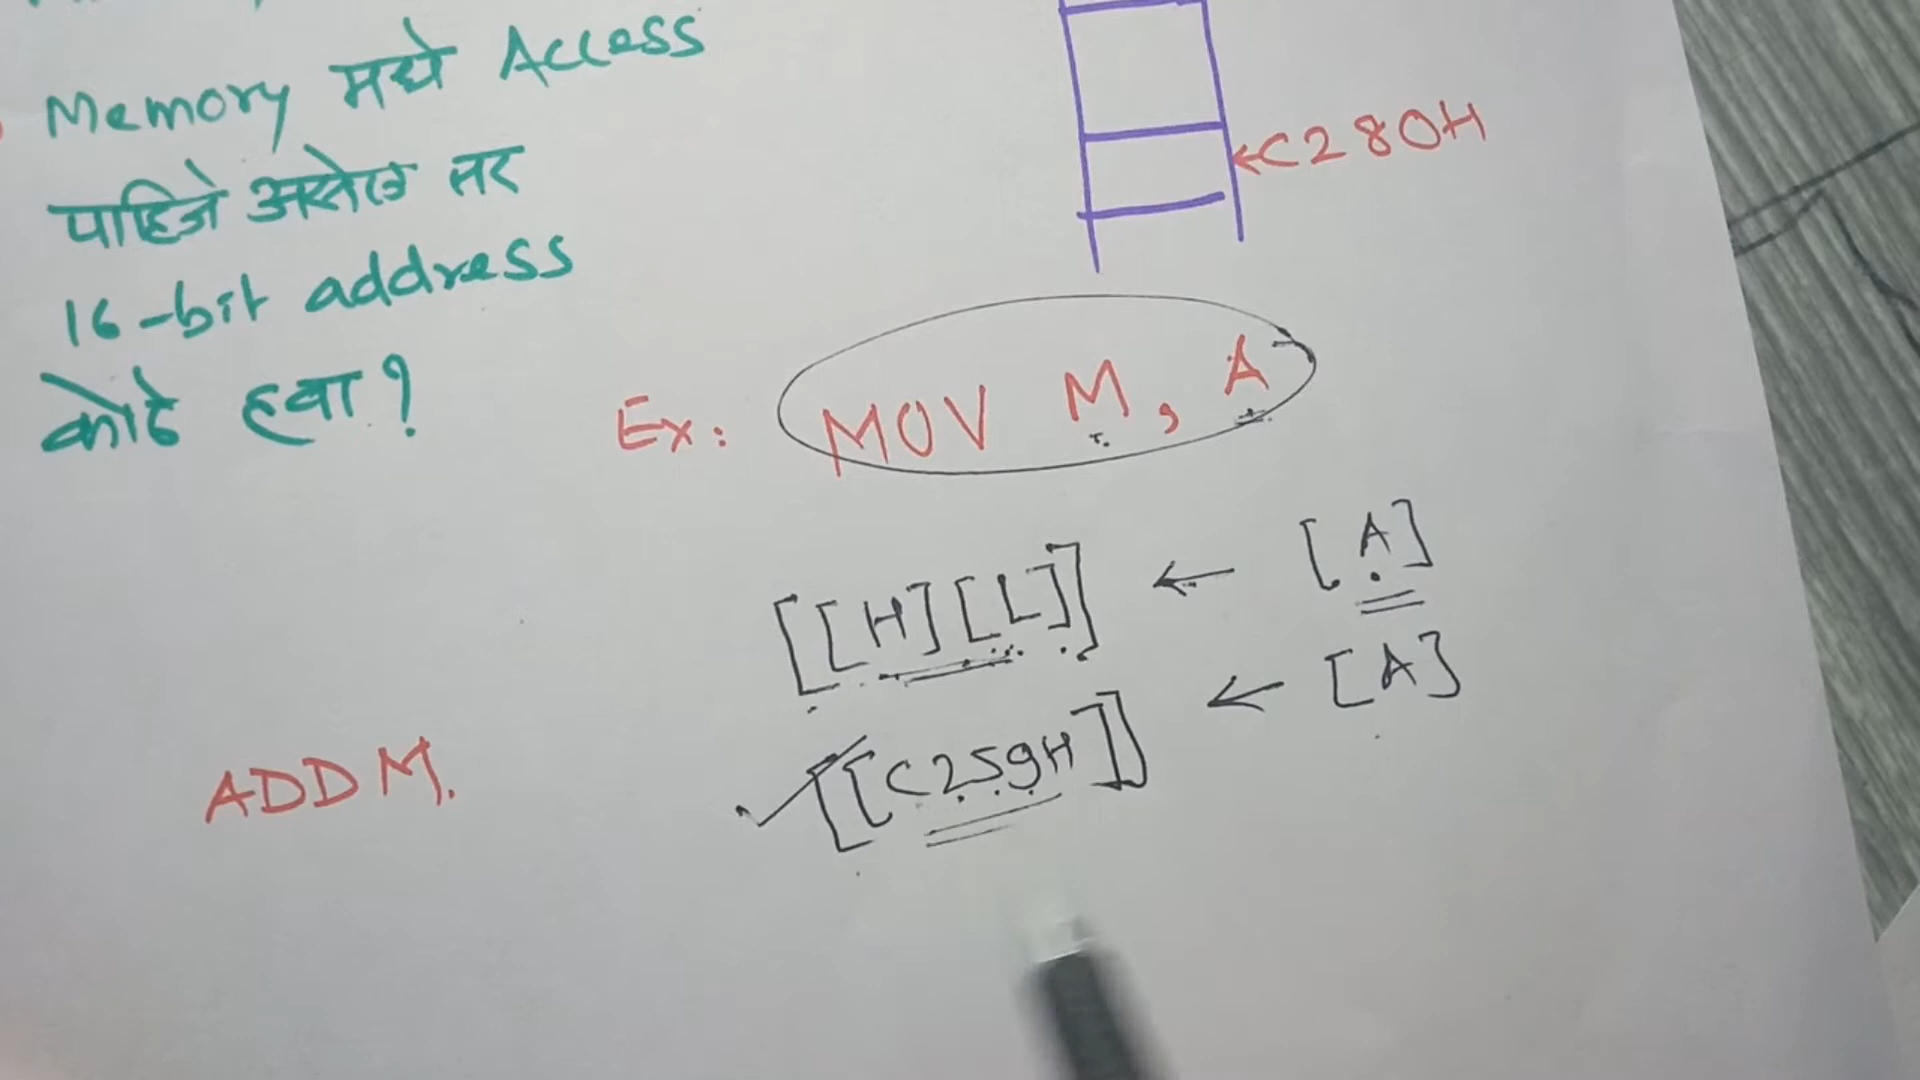 Memory मध्ये Access
पाहिजे असेल तर
16-bit address
कोठे हवा ?
←C280H
Ex: MOV M, A
[[H][L]] ← [A]
[[C259H]] ← [A]
ADD M.